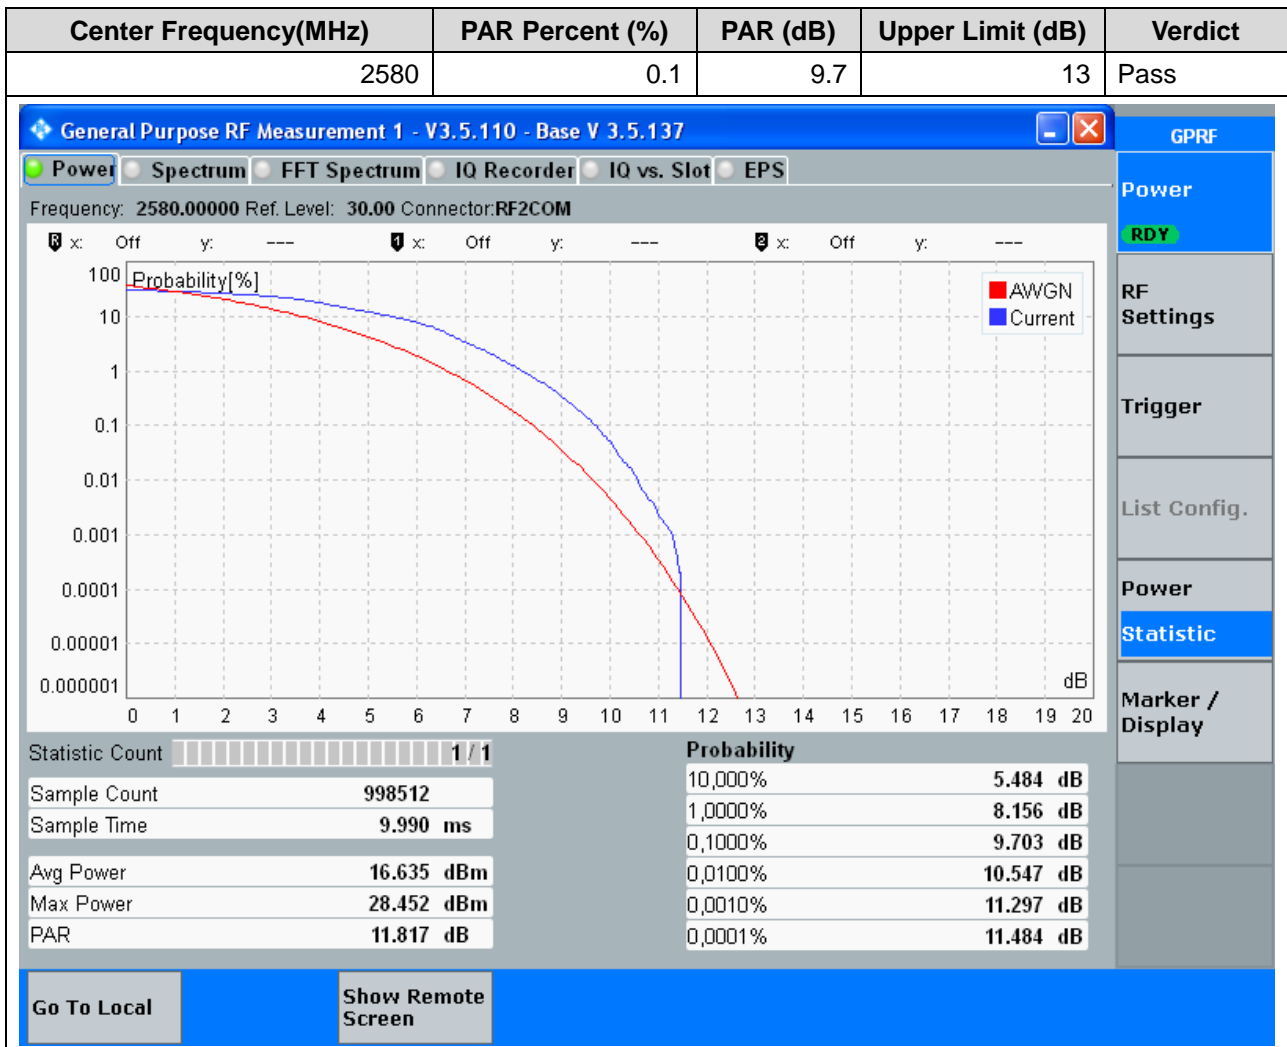 Center Frequency(MHz) PAR Percent (%) PAR (dB) Upper Limit (dB) Verdict
2580 0.1 9.7 13 Pass
General Purpose RF Measurement 1 - V3.5.110 - Base V 3.5.137
GPRF
Power Spectrum FFT Spectrum IQ Recorder IQ vs. Slot EPS
Frequency: 2580.00000 Ref. Level: 30.00 Connector:RF2COM
R x: Off y: --- 1 x: Off y: --- 2 x: Off y: ---
Power
RDY
RF
Settings
Trigger
List Config.
Power
Statistic
Marker /
Display
Probability[%]
AWGN
Current
100
10
1
0.1
0.01
0.001
0.0001
0.00001
0.000001
dB
0 1 2 3 4 5 6 7 8 9 10 11 12 13 14 15 16 17 18 19 20
Statistic Count 1 / 1
Sample Count 998512
Sample Time 9.990 ms
Avg Power 16.635 dBm
Max Power 28.452 dBm
PAR 11.817 dB
Probability
10,000% 5.484 dB
1,0000% 8.156 dB
0,1000% 9.703 dB
0,0100% 10.547 dB
0,0010% 11.297 dB
0,0001% 11.484 dB
Go To Local
Show Remote
Screen